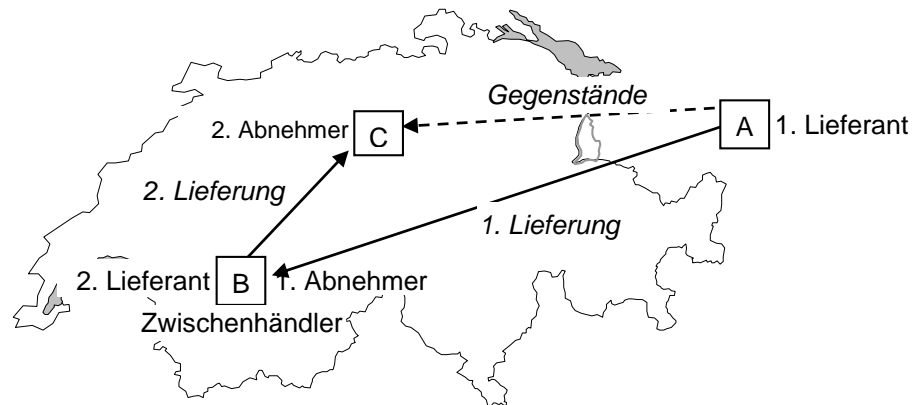 Gegenstände
2. Abnehmer C A 1. Lieferant
2. Lieferung
1. Lieferung
2. Lieferant B 1. Abnehmer
Zwischenhändler